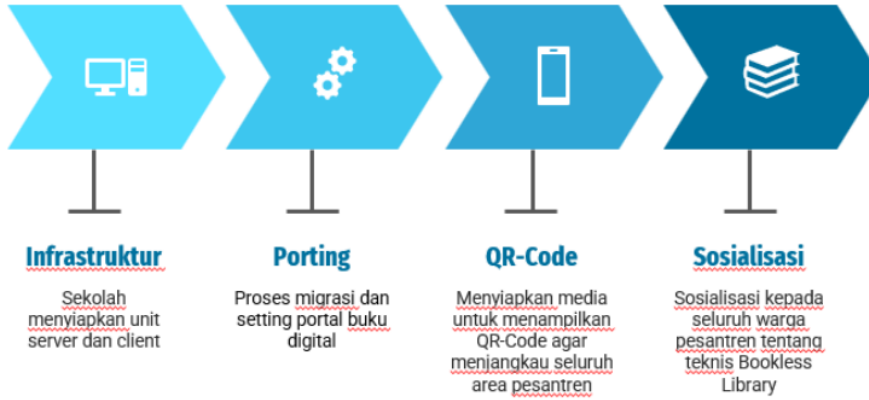 Infrastruktur
Sekolah
menyiapkan unit
server dan client
Porting
Proses migrasi dan
setting portal buku
digital
QR-Code
Menyiapkan media
untuk menampilkan
QR-Code agar
menjangkau seluruh
area pesantren
Sosialisasi
Sosialisasi kepada
seluruh warga
pesantren tentang
teknis Bookless
Library